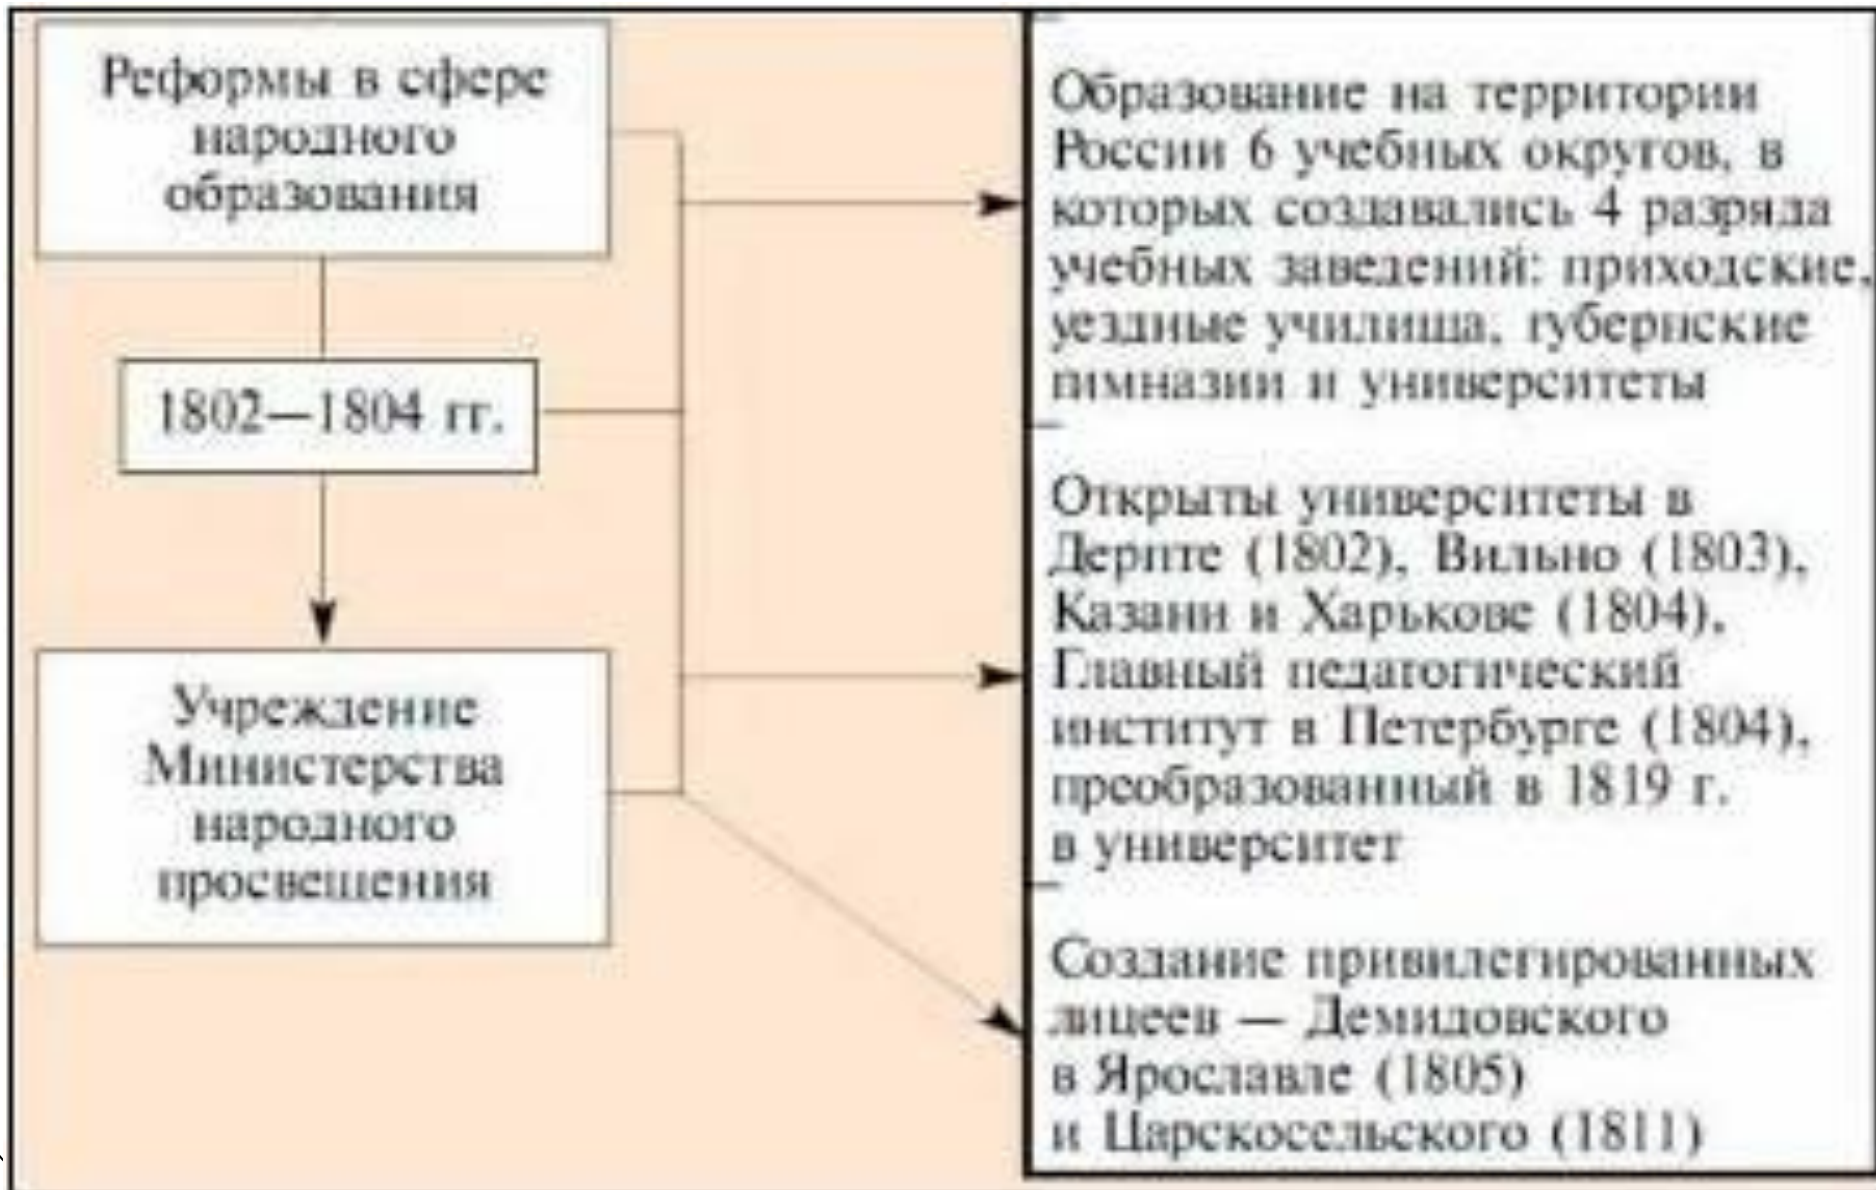 Реформы в сфере
народного
образования
1802—1804 гг.
Учреждение
Министерства
народного
просвещения
Образование на территории
России 6 учебных округов, в
которых создавались 4 разряда
учебных заведений: приходские,
уездные училища, губернские
гимназии и университеты
Открыты университеты в
Дерпте (1802), Вильно (1803),
Казани и Харькове (1804),
Главный педагогический
институт в Петербурге (1804),
преобразованный в 1819 г.
в университет
Создание привилегированных
лицеев — Демидовского
в Ярославле (1805)
и Царскосельского (1811)